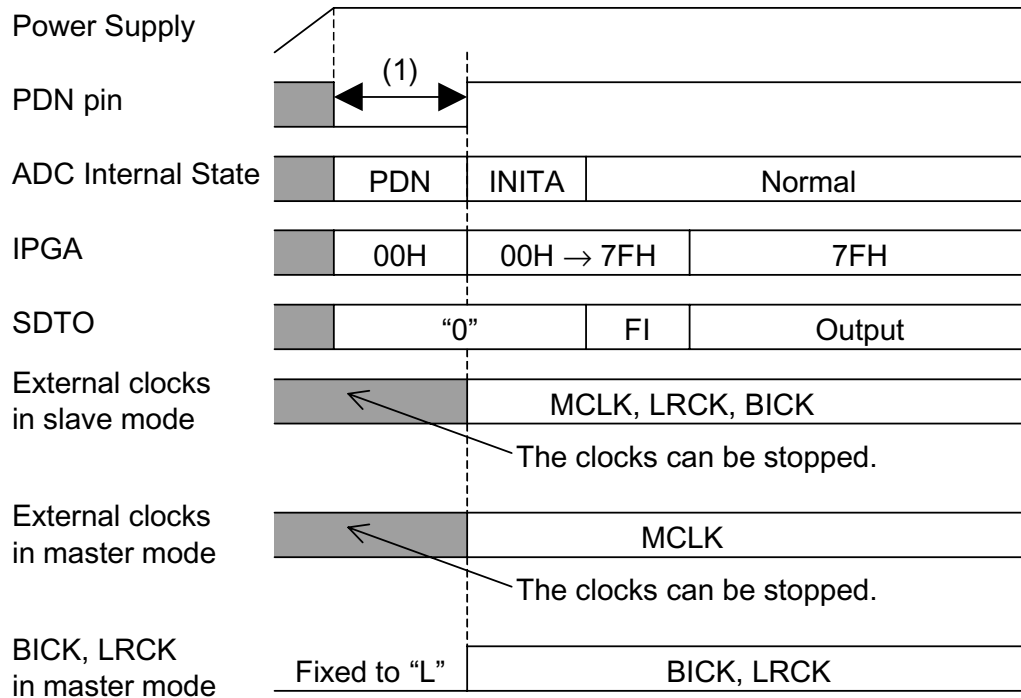 Power Supply
(1)
PDN pin
ADC Internal State PDN INITA Normal
IPGA 00H 00H → 7FH 7FH
SDTO “0” FI Output
External clocks
in slave mode
MCLK, LRCK, BICK
The clocks can be stopped.
External clocks
in master mode
MCLK
The clocks can be stopped.
BICK, LRCK
in master mode
Fixed to “L” BICK, LRCK